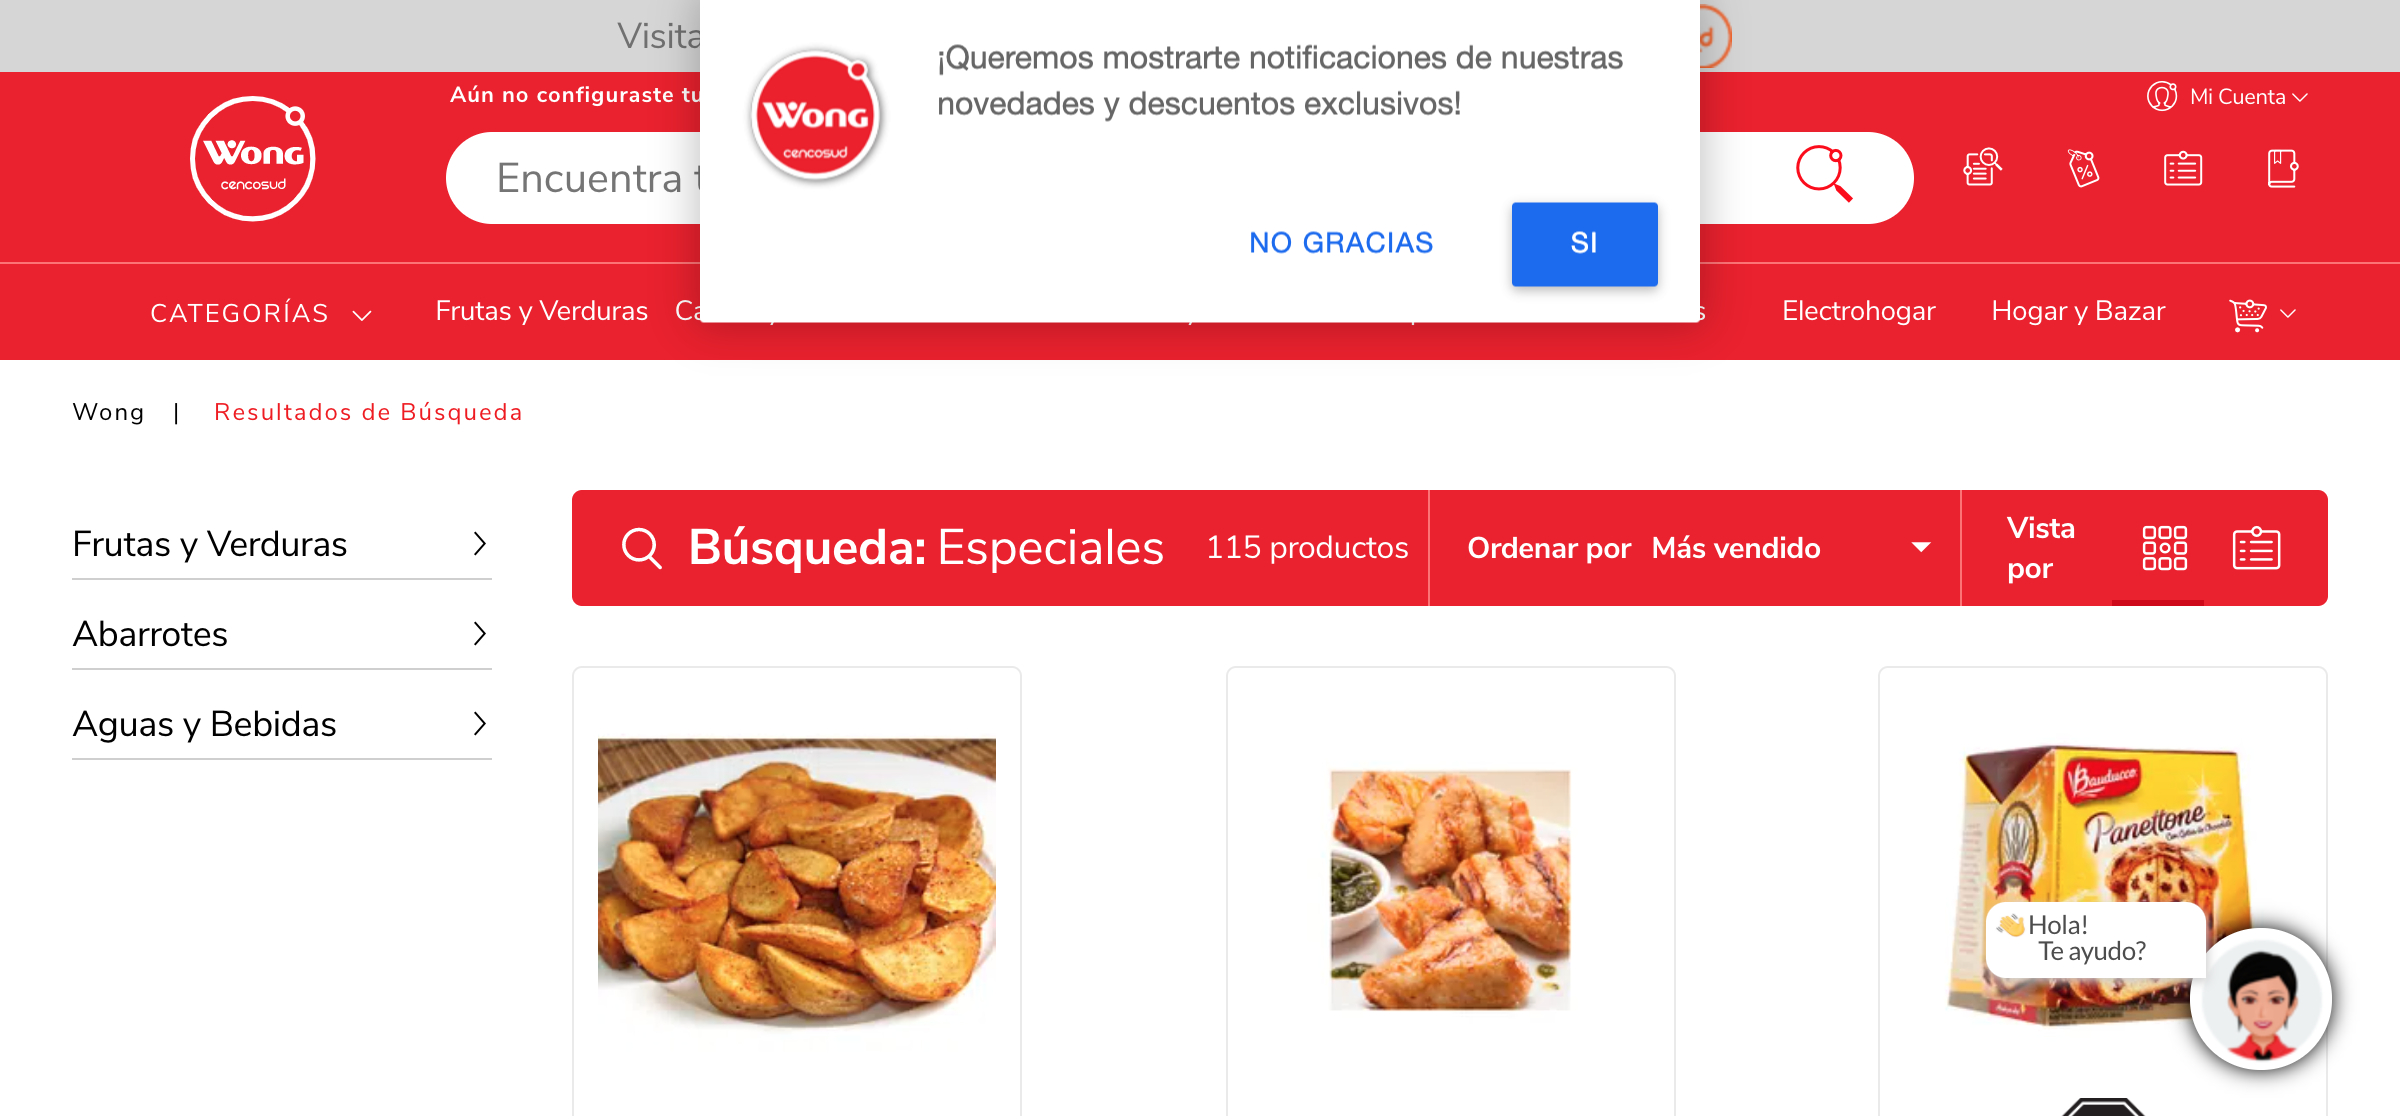 Visita
¡Queremos mostrarte notificaciones de nuestras
novedades y descuentos exclusivos!
Wong
cencosud
NO GRACIAS
SI
Aún no configuraste tu
Mi Cuenta
Wong
cencosud
Encuentra
CATEGORÍAS
Frutas y Verduras
Electrohogar
Hogar y Bazar
Wong | Resultados de Búsqueda
Frutas y Verduras
Abarrotes
Aguas y Bebidas
Búsqueda: Especiales
115 productos
Ordenar por Más vendido
Vista
por
Bauducco
Panettone
👋Hola!
Te ayudo?